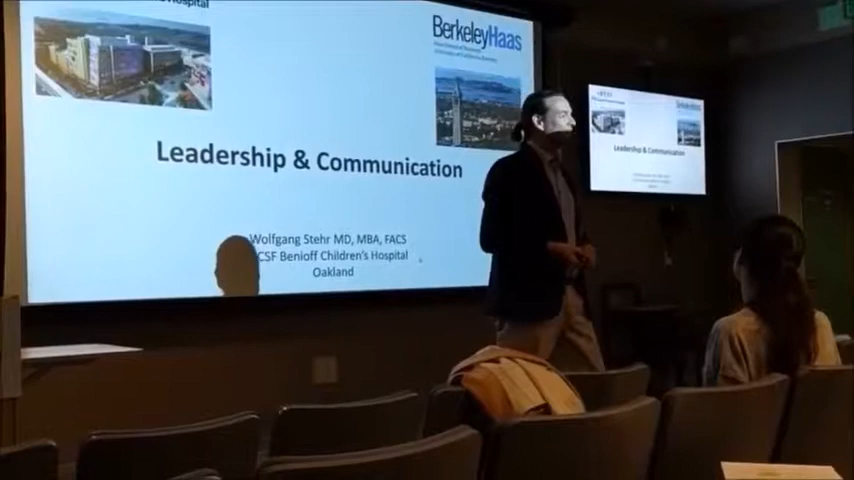 Hospital
BerkeleyHaas
Leadership & Communication
Wolfgang Stehr MD, MBA, FACS
CSF Benioff Children's Hospital
Oakland
Leadership & Communication